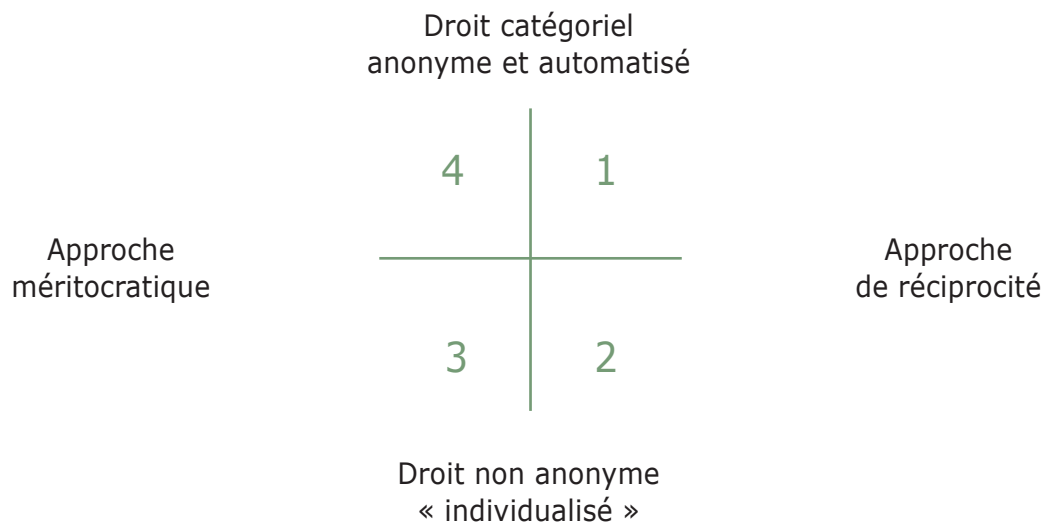 Droit catégoriel
anonyme et automatisé
4
1
Approche
méritocratique
Approche
de réciprocité
3
2
Droit non anonyme
« individualisé »